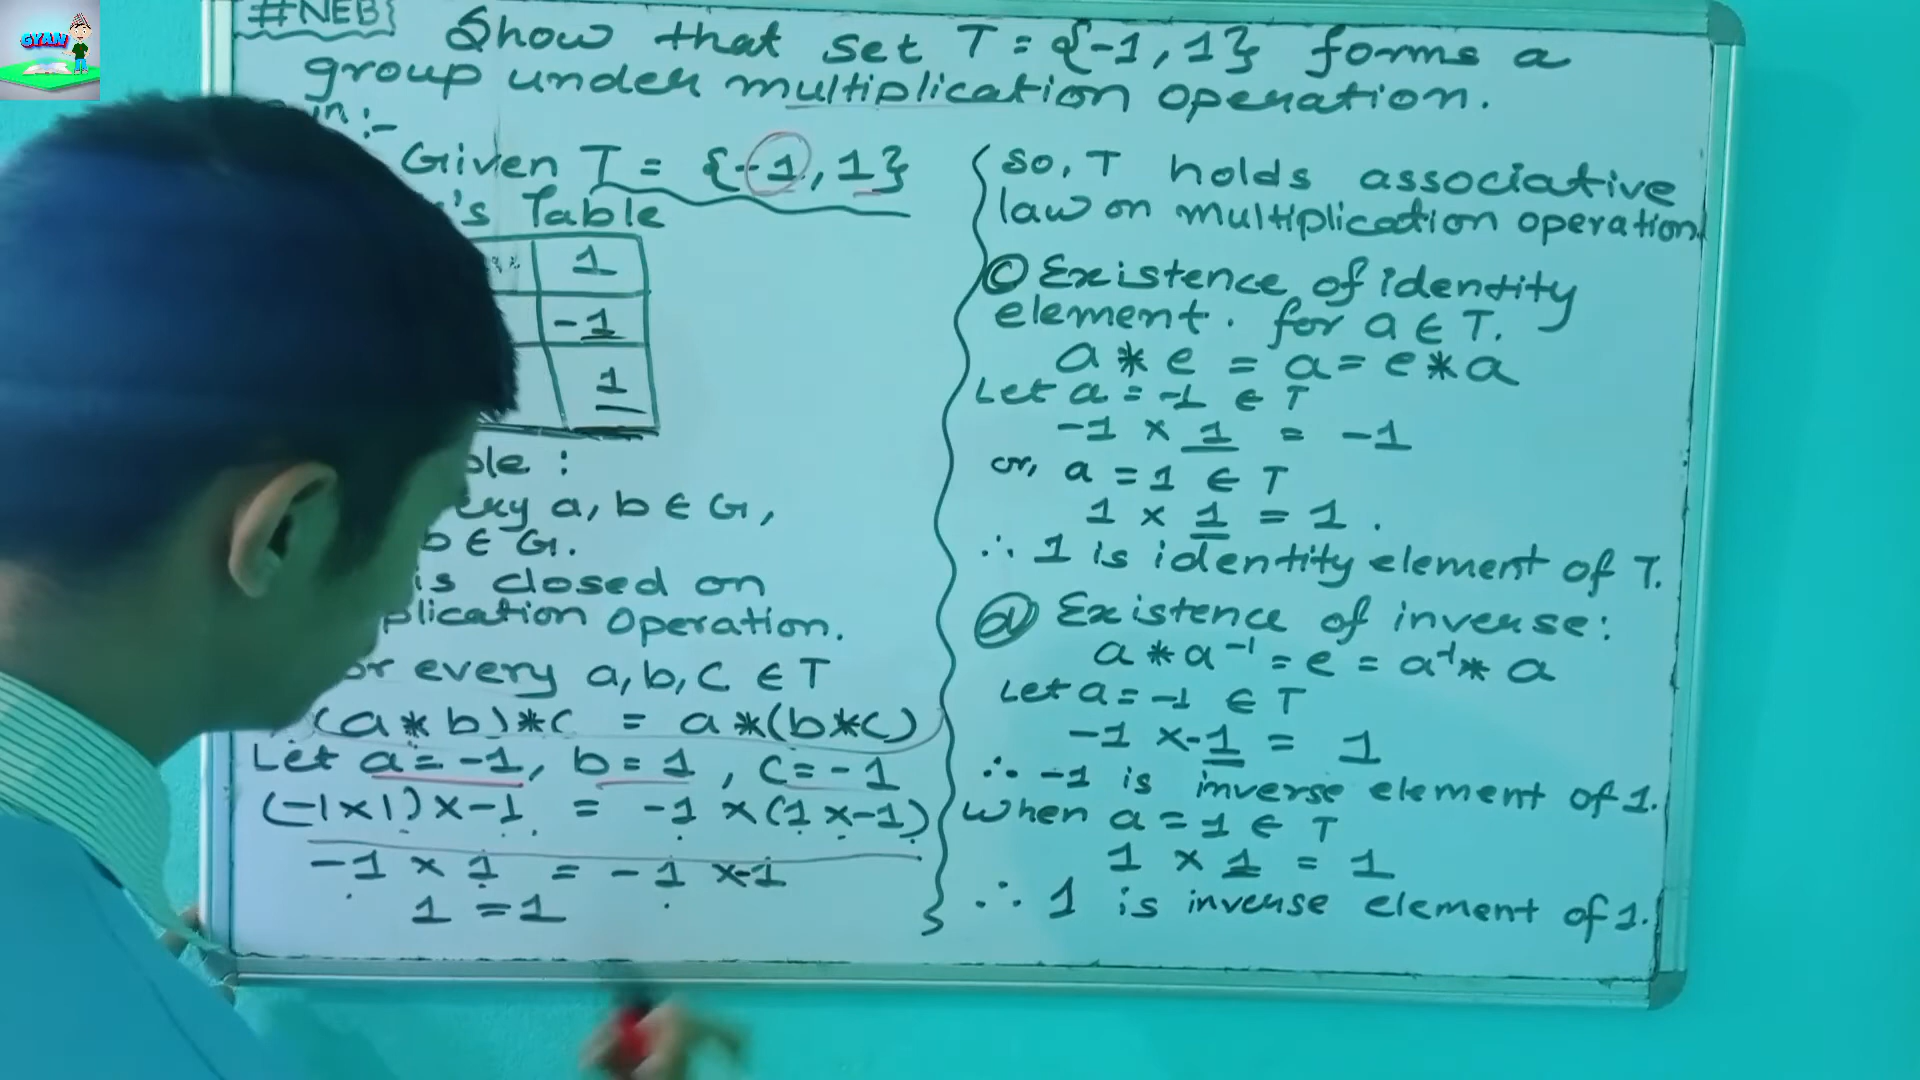 GYAN
#NEB
Show that set T = {-1, 1} forms a
group under multiplication operation.
Given T = {-1, 1}
's Table
1
-1
1
ble :
a, b ∈ G,
b ∈ G.
is closed on
plication Operation.
or every a, b, c ∈ T
(a * b) * c = a * (b * c)
Let a = -1, b = 1, c = -1
(-1 x 1) x -1 = -1 x (1 x -1)
-1 x 1 = -1 x -1
1 = 1
So, T holds associative
law on multiplication operation
© Existence of identity
element. for a ∈ T.
a * e = a = e * a
Let a = -1 ∈ T
-1 x 1 = -1
or, a = 1 ∈ T
1 x 1 = 1.
∴ 1 is identity element of T.
ⓓ Existence of inverse:
a * a⁻¹ = e = a⁻¹ * a
Let a = -1 ∈ T
-1 x -1 = 1
∴ -1 is inverse element of 1.
When a = 1 ∈ T
1 x 1 = 1
∴ 1 is inverse element of 1.